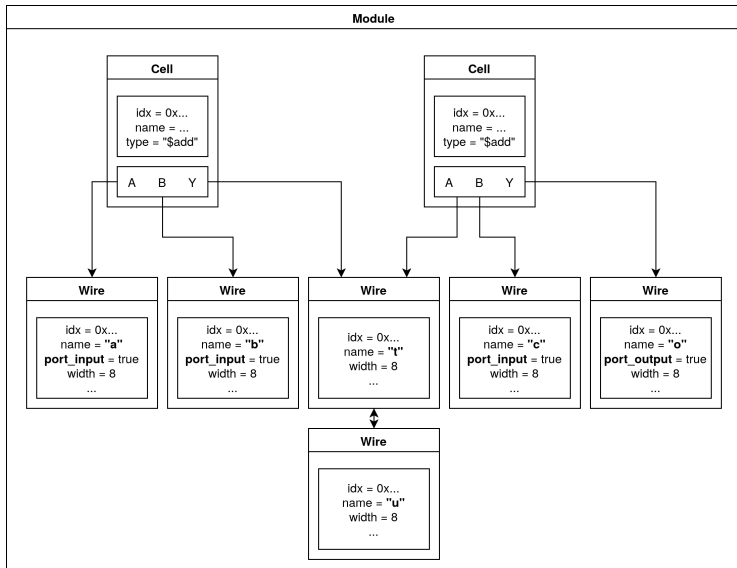 Module
Cell
idx = 0x...
name = ...
type = "$add"
A B Y
Cell
idx = 0x...
name = ...
type = "$add"
A B Y
Wire
idx = 0x...
name = "a"
port_input = true
width = 8
...
Wire
idx = 0x...
name = "b"
port_input = true
width = 8
...
Wire
idx = 0x...
name = "t"
width = 8
...
Wire
idx = 0x...
name = "c"
port_input = true
width = 8
...
Wire
idx = 0x...
name = "o"
port_output = true
width = 8
...
Wire
idx = 0x...
name = "u"
width = 8
...